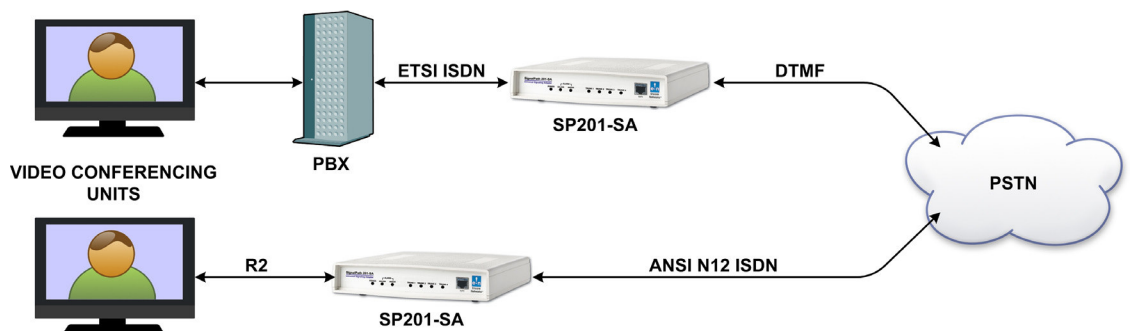 ETSI ISDN
DTMF
SP201-SA
PBX
VIDEO CONFERENCING
UNITS
PSTN
R2
ANSI N12 ISDN
SP201-SA